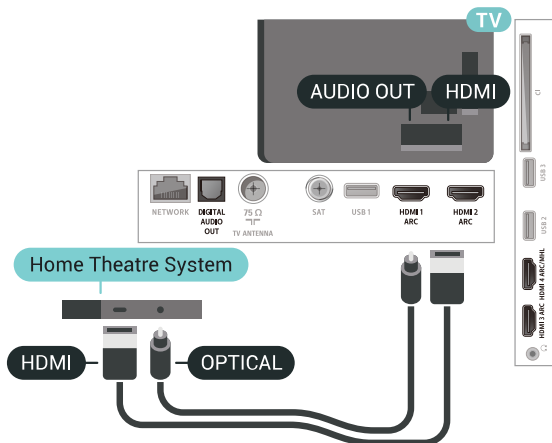 TV
AUDIO OUT
HDMI
CI
USB 3
USB 2
HDMI 4 ARC/MHL
HDMI 3 ARC
NETWORK
DIGITAL
AUDIO
OUT
75 Ω
TV ANTENNA
SAT
USB 1
HDMI 1
ARC
HDMI 2
ARC
Home Theatre System
HDMI
OPTICAL